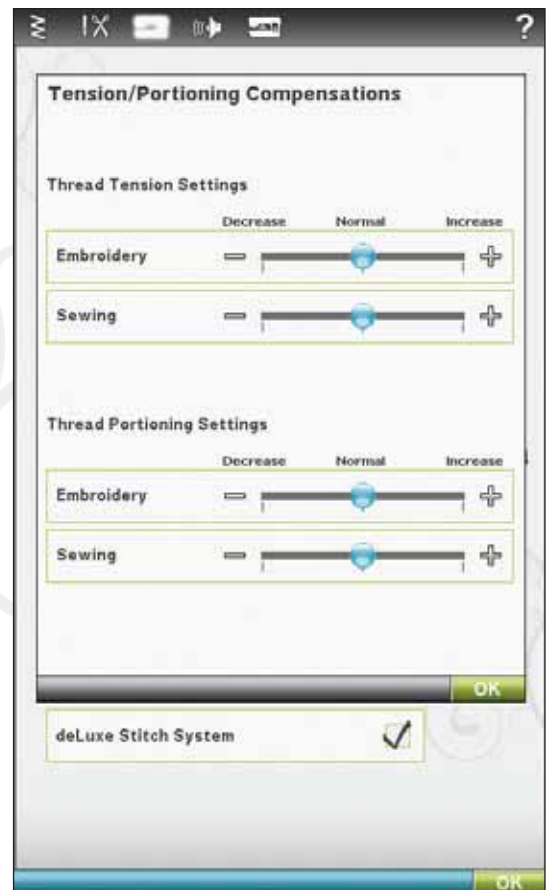 ?
Tension/Portioning Compensations
Thread Tension Settings
Decrease Normal Increase
Embroidery
Sewing
Thread Portioning Settings
Decrease Normal Increase
Embroidery
Sewing
OK
deLuxe Stitch System
OK